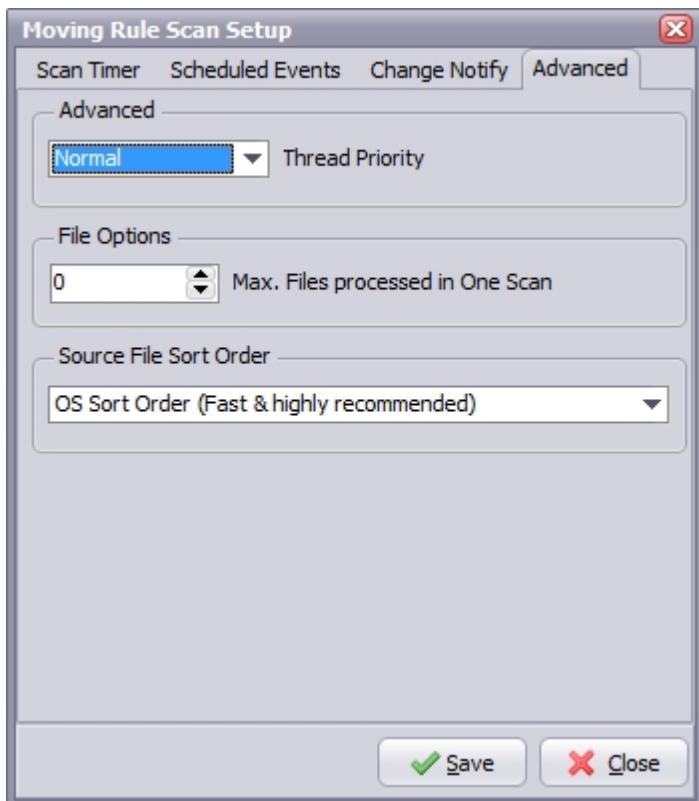 Moving Rule Scan Setup
Scan Timer Scheduled Events Change Notify Advanced
Advanced
Normal Thread Priority
File Options
0 Max. Files processed in One Scan
Source File Sort Order
OS Sort Order (Fast & highly recommended)
Save Close